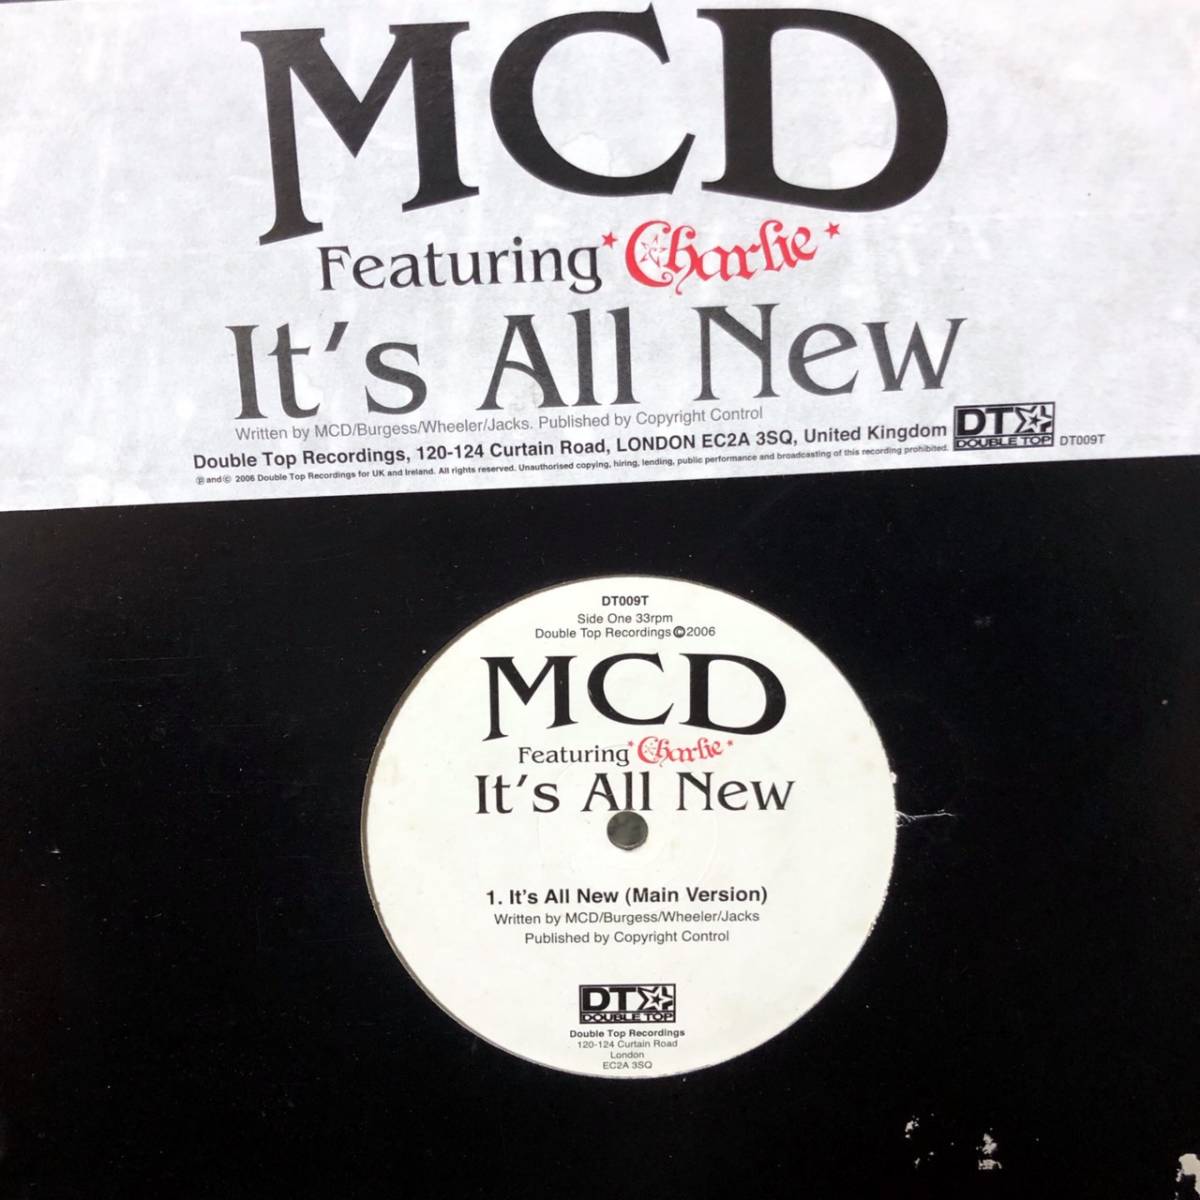 MCD
Featuring *Charlie*
It's All New
Written by MCD/Burgess/Wheeler/Jacks. Published by Copyright Control
Double Top Recordings, 120-124 Curtain Road, LONDON EC2A 3SQ, United Kingdom
℗ and © 2006 Double Top Recordings for UK and Ireland. All rights reserved. Unauthorised copying, hiring, lending, public performance and broadcasting of this recording prohibited.
DT
DOUBLE TOP
DT009T
DT009T
Side One 33rpm
Double Top Recordings © 2006
MCD
Featuring *Charlie*
It's All New
1. It's All New (Main Version)
Written by MCD/Burgess/Wheeler/Jacks
Published by Copyright Control
DT
DOUBLE TOP
Double Top Recordings
120-124 Curtain Road
London
EC2A 3SQ